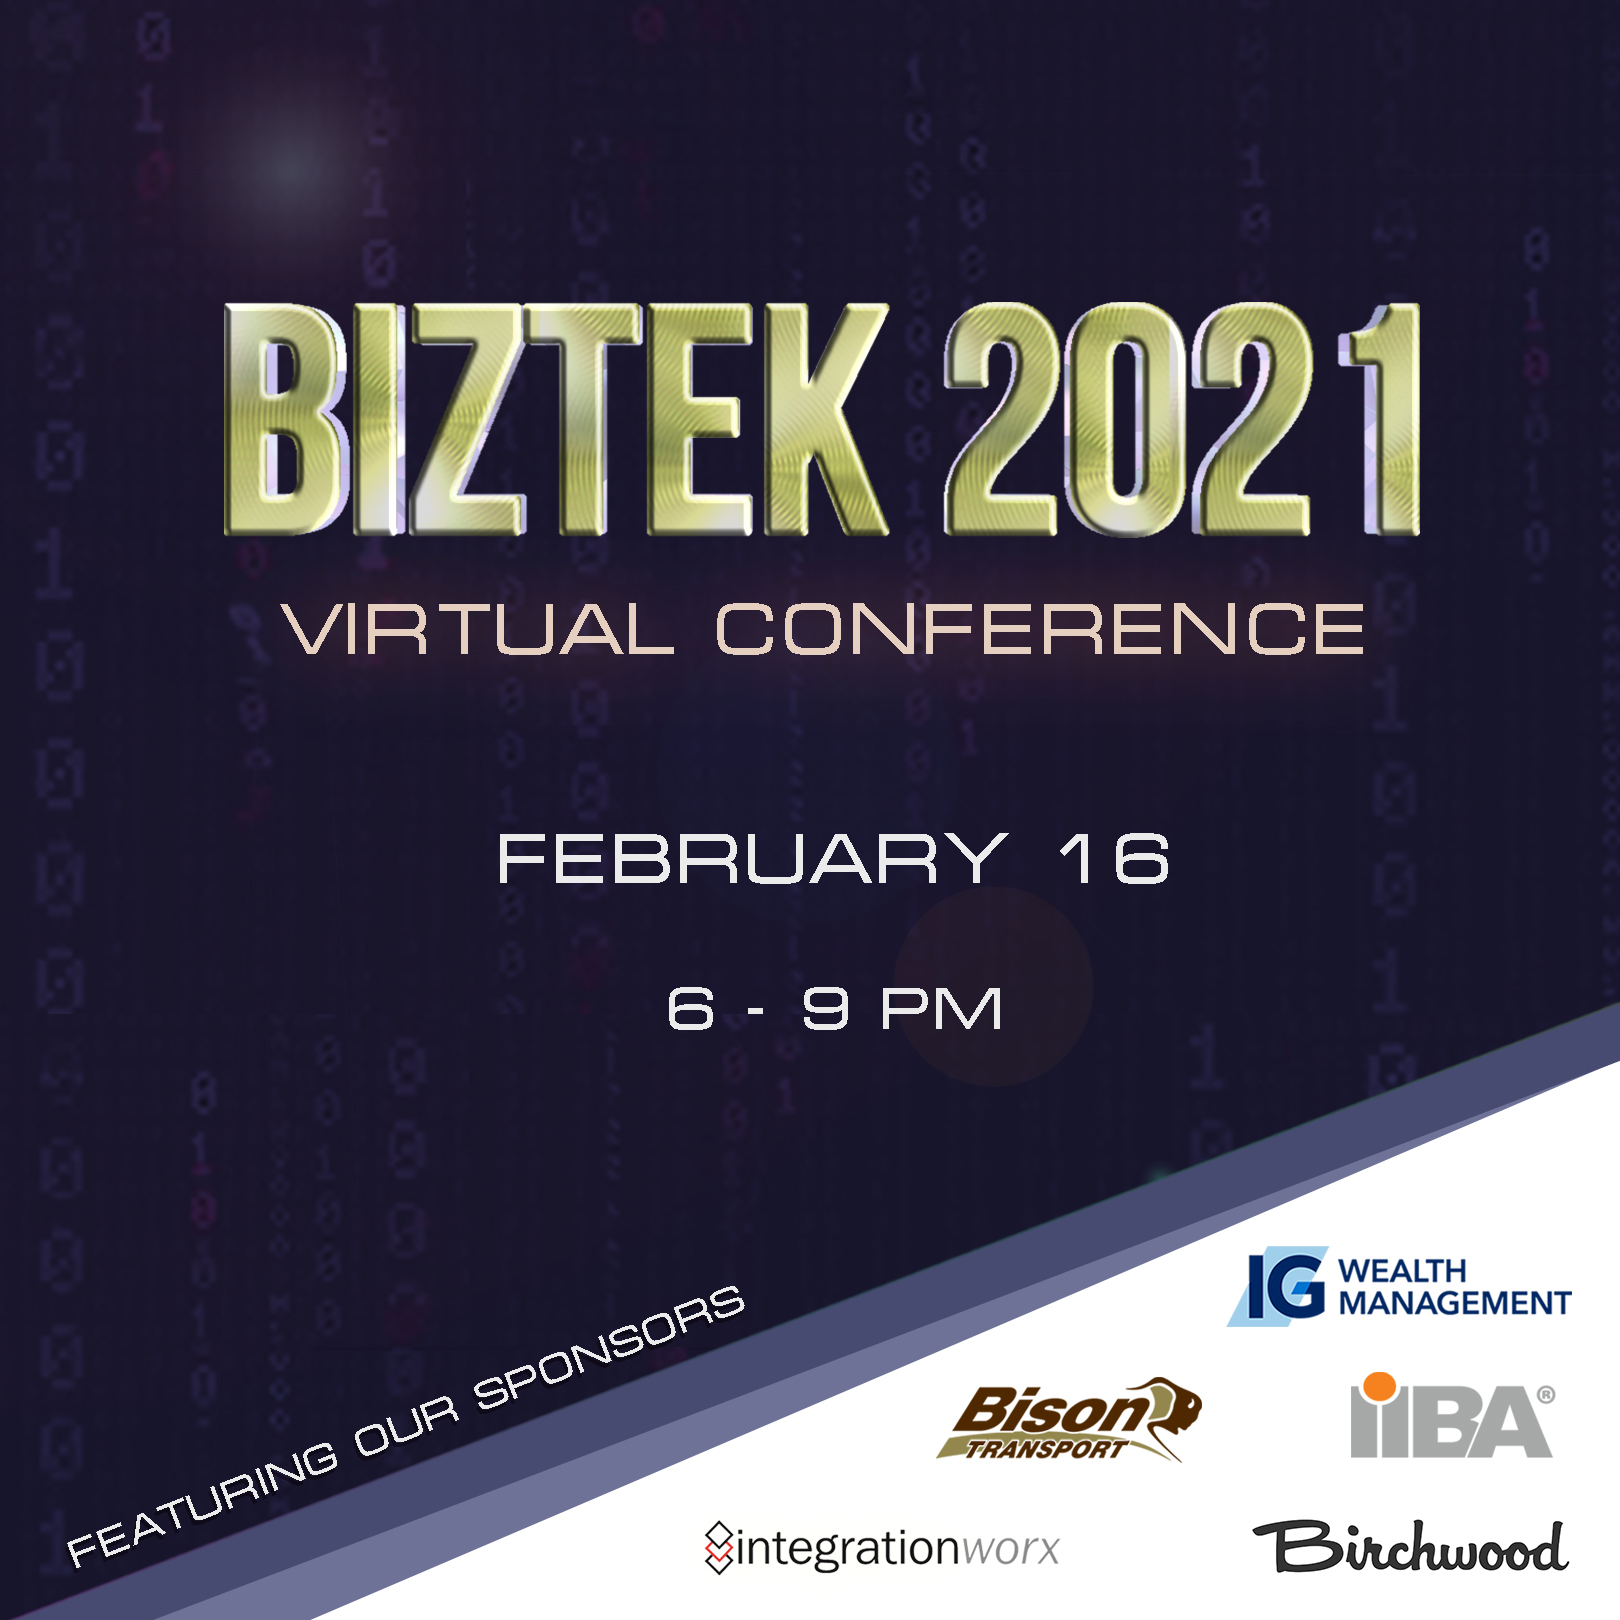 BIZTEK 2021
VIRTUAL CONFERENCE
FEBRUARY 16
6 - 9 PM
FEATURING OUR SPONSORS
IG WEALTH
MANAGEMENT
Bison
TRANSPORT
iiBA®
integrationworx
Birchwood